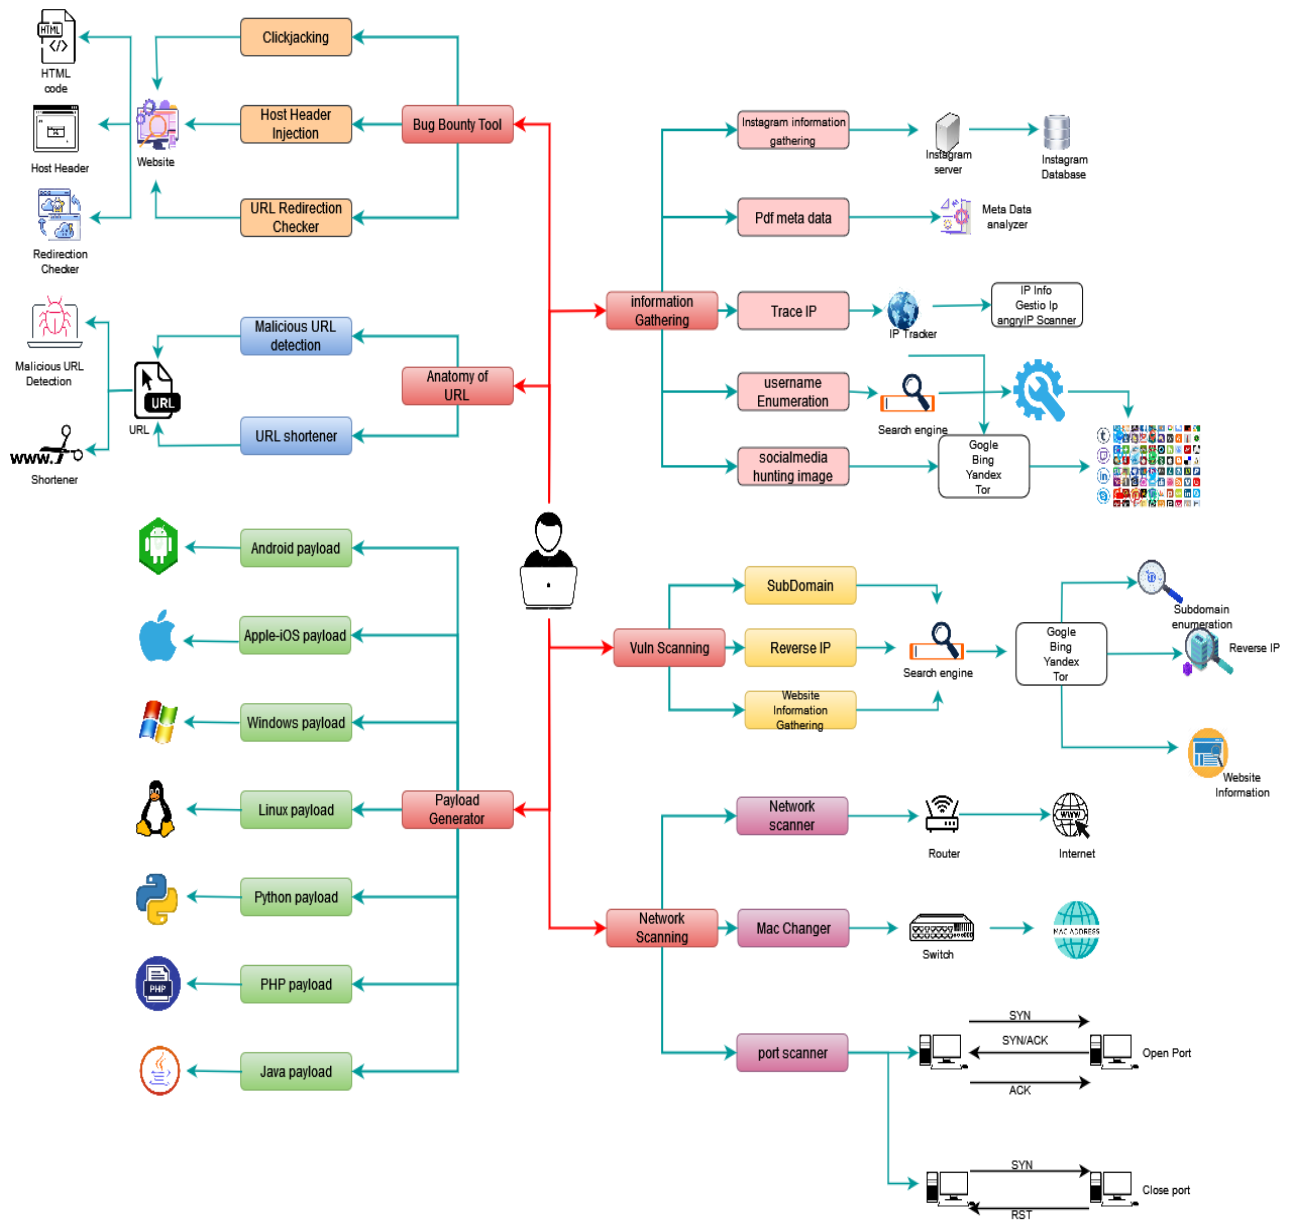 HTML
</>
HTML
code
Host Header
Redirection
Checker
Website
Clickjacking
Host Header
Injection
URL Redirection
Checker
Bug Bounty Tool
Malicious URL
Detection
www.
Shortener
URL
URL
Malicious URL
detection
URL shortener
Anatomy of
URL
Android payload
Apple-iOS payload
Windows payload
Linux payload
Python payload
PHP
PHP payload
Java payload
Payload
Generator
information
Gathering
Instagram information
gathering
Instagram
server
Instagram
Database
Pdf meta data
Meta Data
analyzer
Trace IP
IP Tracker
IP Info
Gestio Ip
angryIP Scanner
username
Enumeration
Search engine
socialmedia
hunting image
Gogle
Bing
Yandex
Tor
Vuln Scanning
SubDomain
Reverse IP
Website
Information
Gathering
Search engine
Gogle
Bing
Yandex
Tor
Subdomain
enumeration
Reverse IP
Website
Information
Network
Scanning
Network
scanner
Router
WWW
Internet
Mac Changer
Switch
MAC ADDRESS
port scanner
SYN
SYN/ACK
ACK
Open Port
SYN
RST
Close port